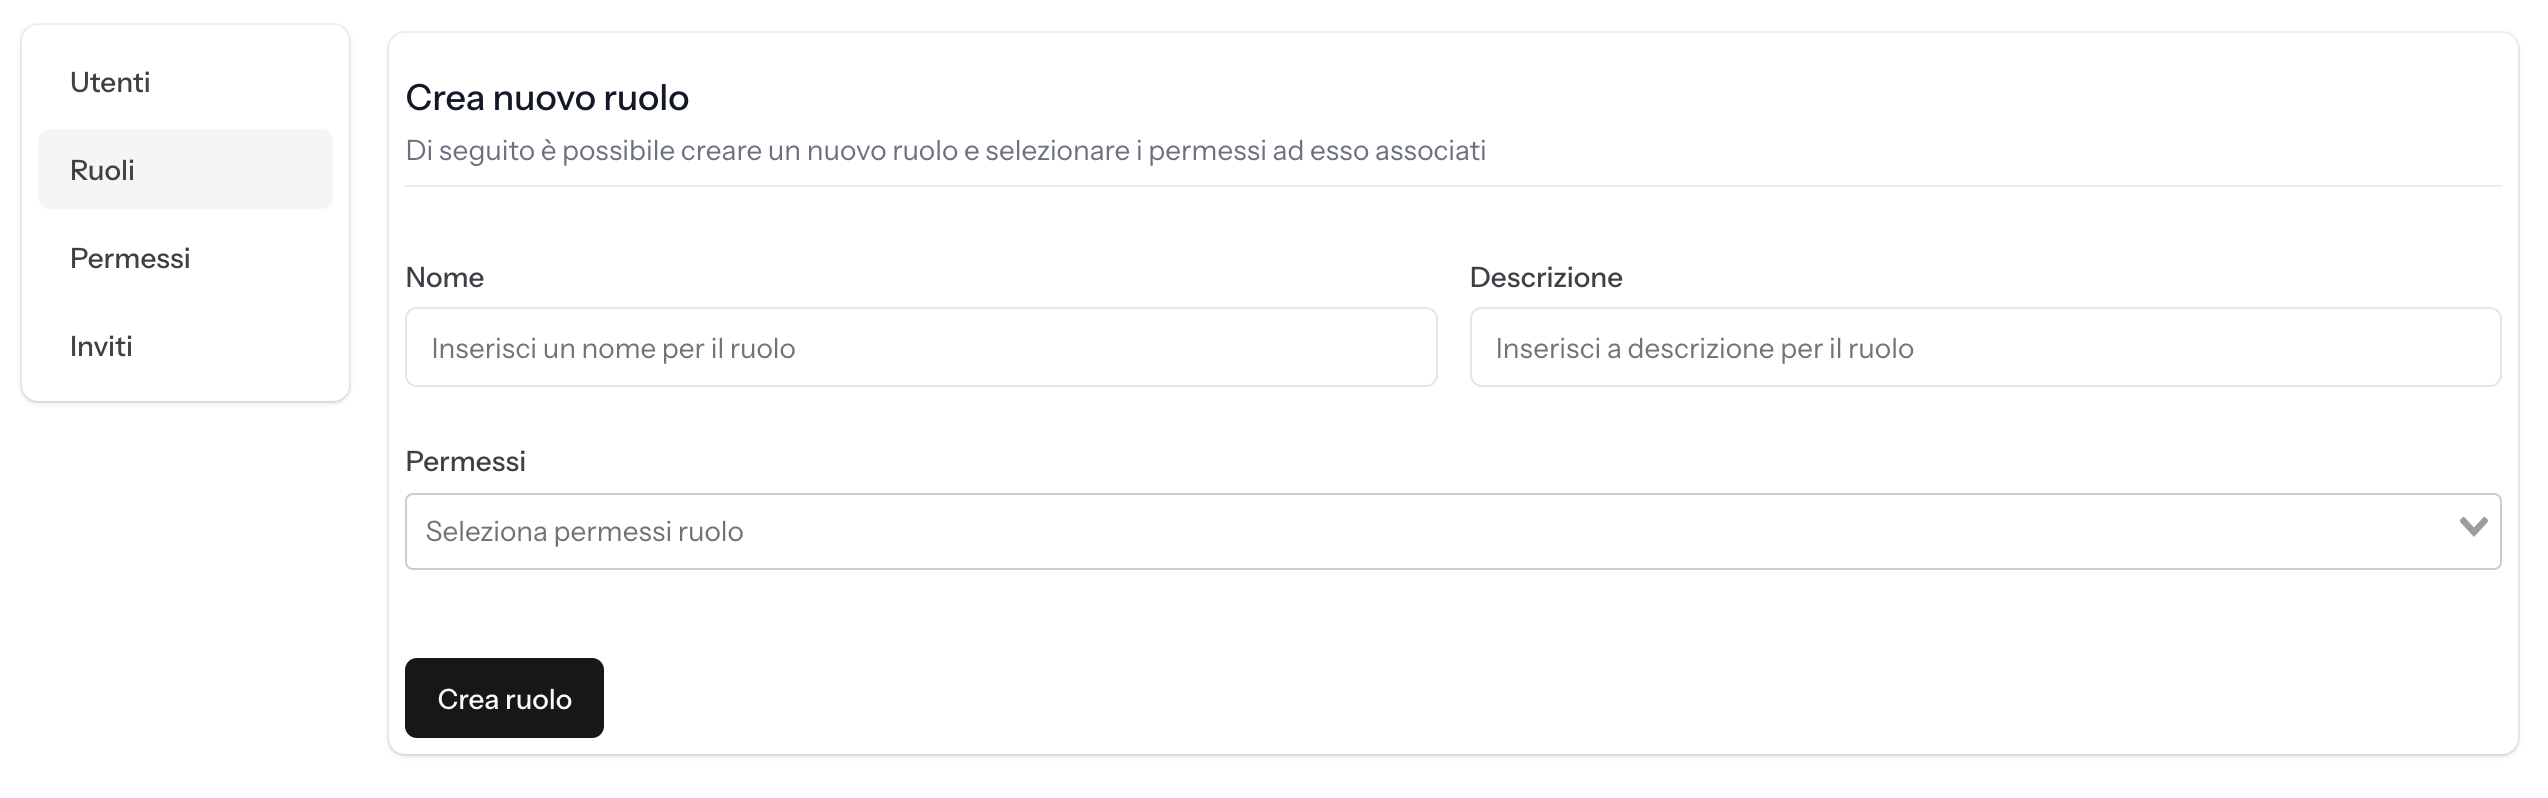 Utenti
Ruoli
Permessi
Inviti
Crea nuovo ruolo
Di seguito è possibile creare un nuovo ruolo e selezionare i permessi ad esso associati
Nome
Descrizione
Inserisci un nome per il ruolo
Inserisci a descrizione per il ruolo
Permessi
Seleziona permessi ruolo
Crea ruolo